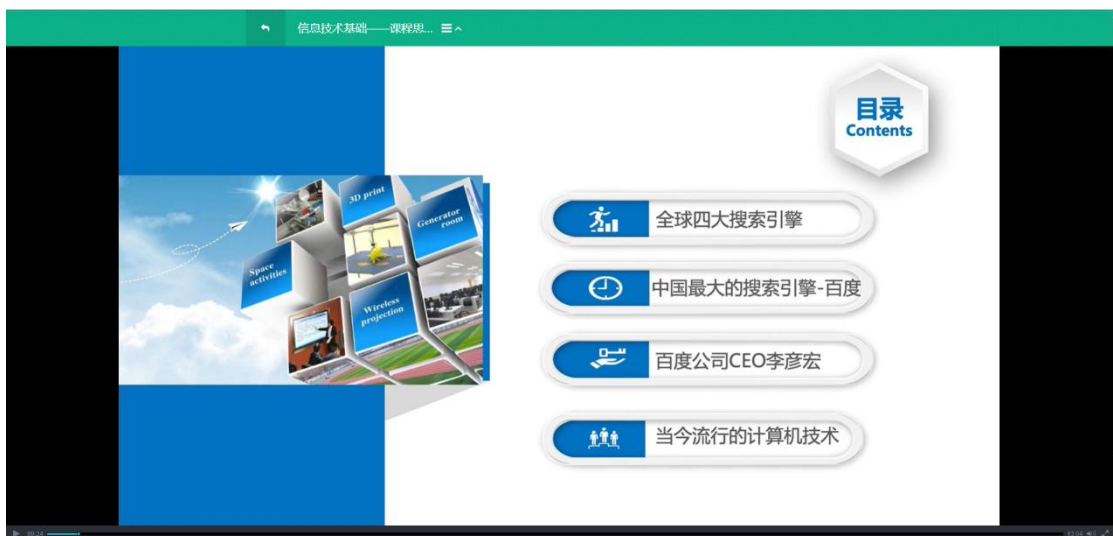 信息技术基础——课程思...
目录
Contents
3D print
Generator
room
Space
activities
Wireless
projection
全球四大搜索引擎
中国最大的搜索引擎-百度
百度公司CEO李彦宏
当今流行的计算机技术
00:24